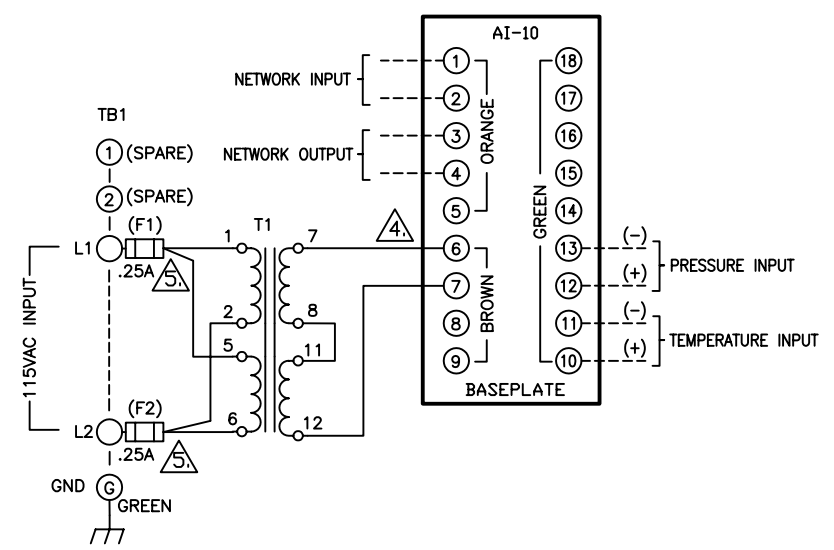 AI-10
NETWORK INPUT
1
2
NETWORK OUTPUT
3
4
5
ORANGE
6
7
8
9
BROWN
18
17
16
15
14
13
12
11
10
GREEN
BASEPLATE
(-)
(+)
PRESSURE INPUT
(-)
(+)
TEMPERATURE INPUT
TB1
1 (SPARE)
2 (SPARE)
L1
(F1)
.25A
5.
115VAC INPUT
L2
(F2)
.25A
5.
GND G
GREEN
T1
1
2
5
6
7
8
11
12
4.